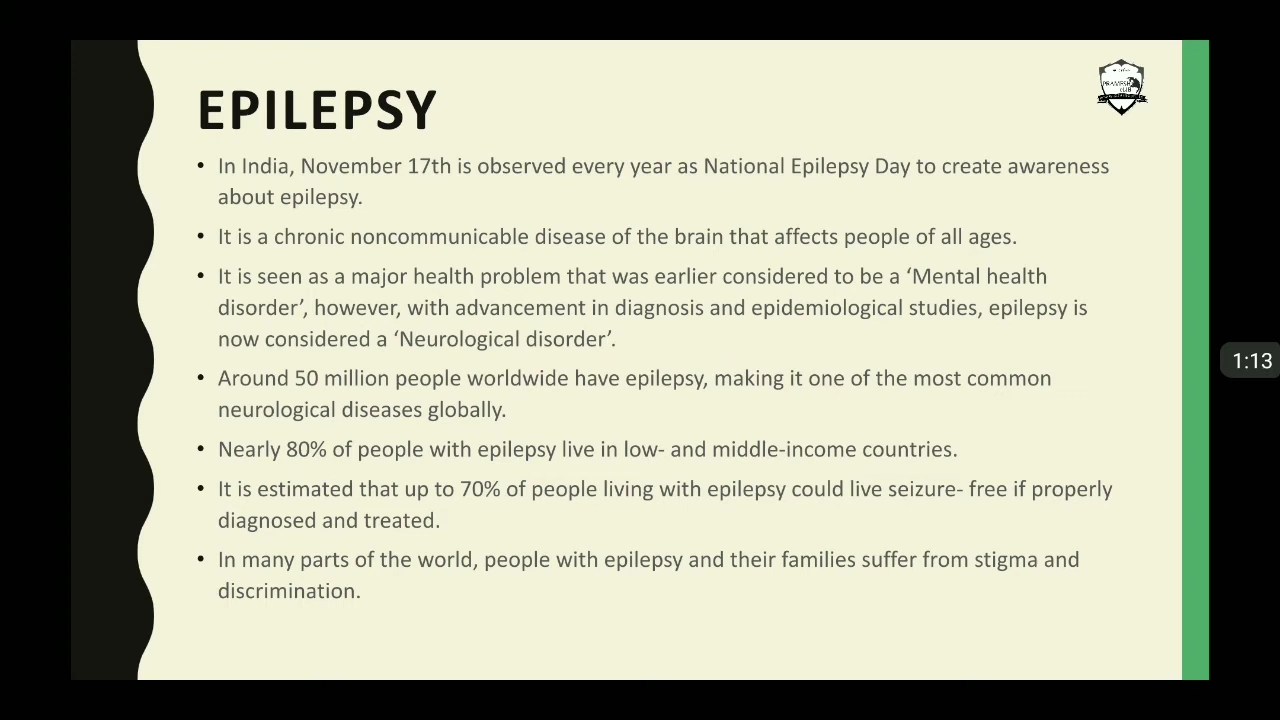 EPILEPSY
• In India, November 17th is observed every year as National Epilepsy Day to create awareness
about epilepsy.
• It is a chronic noncommunicable disease of the brain that affects people of all ages.
• It is seen as a major health problem that was earlier considered to be a ‘Mental health
disorder’, however, with advancement in diagnosis and epidemiological studies, epilepsy is
now considered a ‘Neurological disorder’.
• Around 50 million people worldwide have epilepsy, making it one of the most common
neurological diseases globally.
• Nearly 80% of people with epilepsy live in low- and middle-income countries.
• It is estimated that up to 70% of people living with epilepsy could live seizure- free if properly
diagnosed and treated.
• In many parts of the world, people with epilepsy and their families suffer from stigma and
discrimination.
1:13